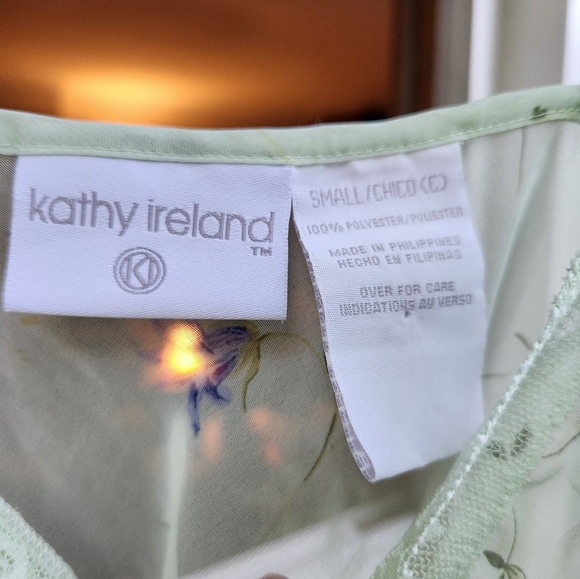 kathy ireland
TM
KI
SMALL/CHICO(C)
100% POLYESTER/POLIESTER
MADE IN PHILIPPINES
HECHO EN FILIPINAS
OVER FOR CARE
INDICATIONS AU VERSO